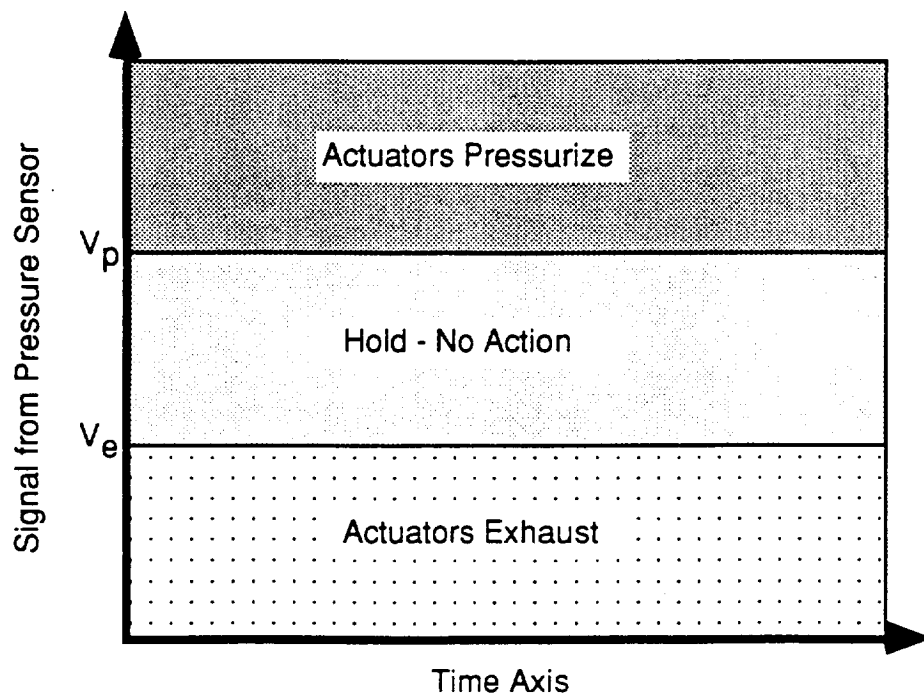 Signal from Pressure Sensor
Actuators Pressurize
Vp
Hold - No Action
Ve
Actuators Exhaust
Time Axis